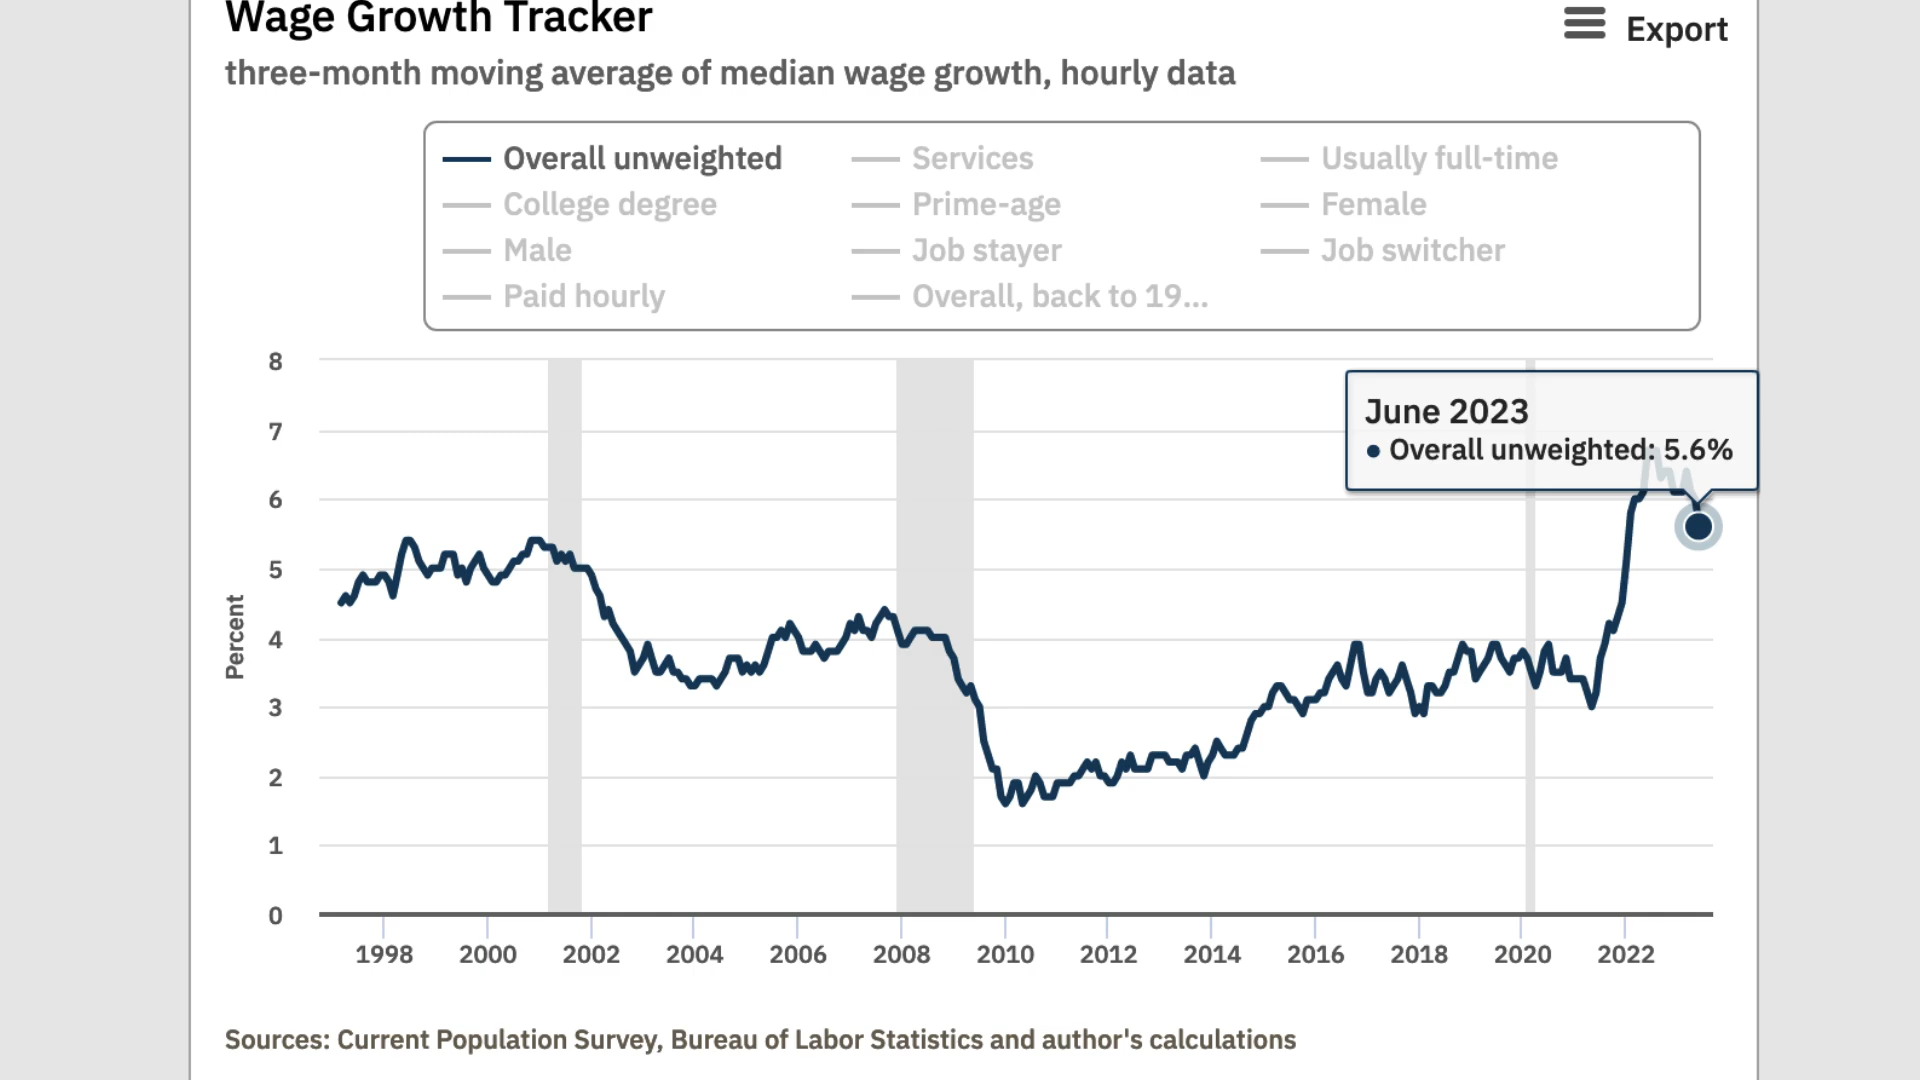 Wage Growth Tracker
Export
three-month moving average of median wage growth, hourly data
Overall unweighted
Services
Usually full-time
College degree
Prime-age
Female
Male
Job stayer
Job switcher
Paid hourly
Overall, back to 19...
8
7
6
5
4
3
2
1
0
Percent
June 2023
● Overall unweighted: 5.6%
1998
2000
2002
2004
2006
2008
2010
2012
2014
2016
2018
2020
2022
Sources: Current Population Survey, Bureau of Labor Statistics and author's calculations